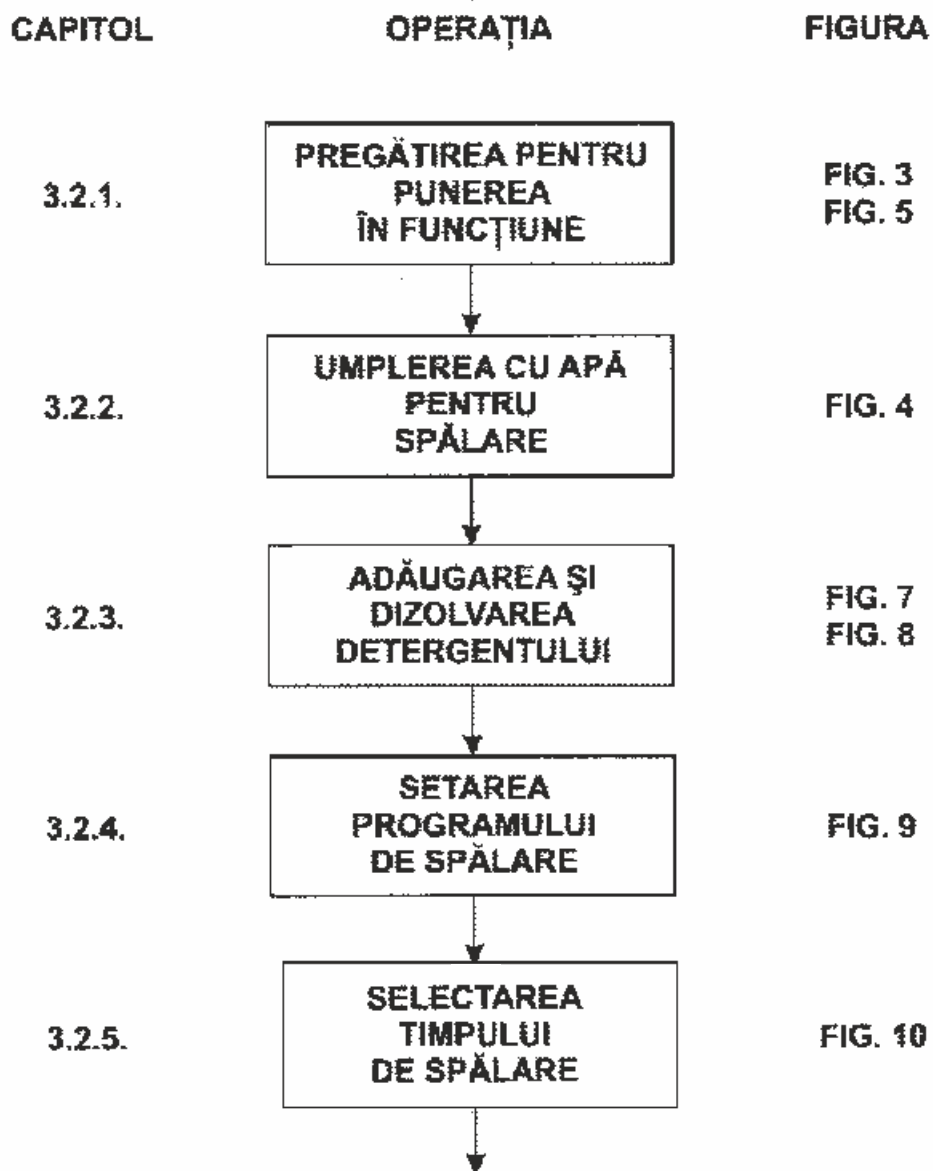 CAPITOL OPERAȚIA FIGURA
3.2.1.
PREGĂTIREA PENTRU
PUNEREA
ÎN FUNCȚIUNE
FIG. 3
FIG. 5
3.2.2.
UMPLEREA CU APĂ
PENTRU
SPĂLARE
FIG. 4
3.2.3.
ADĂUGAREA ŞI
DIZOLVAREA
DETERGENTULUI
FIG. 7
FIG. 8
3.2.4.
SETAREA
PROGRAMULUI
DE SPĂLARE
FIG. 9
3.2.5.
SELECTAREA
TIMPULUI
DE SPĂLARE
FIG. 10